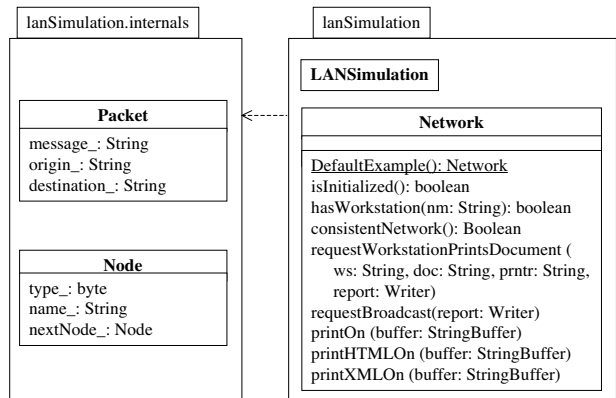 lanSimulation.internals
Packet
message_: String
origin_: String
destination_: String
Node
type_: byte
name_: String
nextNode_: Node
lanSimulation
LANSimulation
Network
DefaultExample(): Network
isInitialized(): boolean
hasWorkstation(nm: String): boolean
consistentNetwork(): Boolean
requestWorkstationPrintsDocument (
ws: String, doc: String, prntr: String,
report: Writer)
requestBroadcast(report: Writer)
printOn (buffer: StringBuffer)
printHTMLOn (buffer: StringBuffer)
printXMLOn (buffer: StringBuffer)